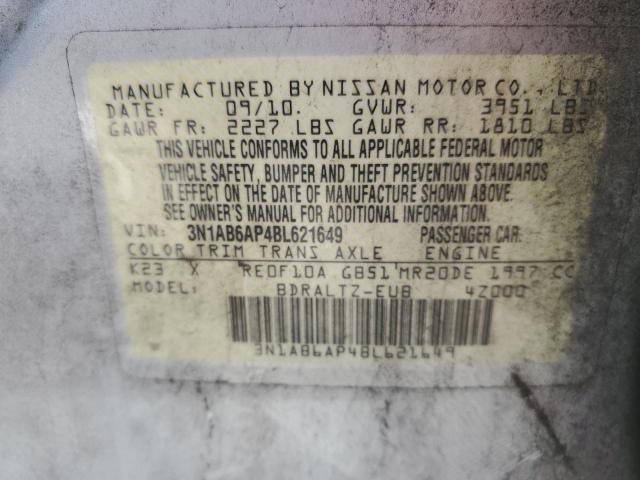 MANUFACTURED BY NISSAN MOTOR CO., LTD.
DATE: 09/10. GVWR: 3951 LBS
GAWR FR: 2227 LBS GAWR RR: 1810 LBS
THIS VEHICLE CONFORMS TO ALL APPLICABLE FEDERAL MOTOR
VEHICLE SAFETY, BUMPER AND THEFT PREVENTION STANDARDS
IN EFFECT ON THE DATE OF MANUFACTURE SHOWN ABOVE.
SEE OWNER'S MANUAL FOR ADDITIONAL INFORMATION.
VIN: 3N1AB6AP4BL621649 PASSENGER CAR.
COLOR TRIM TRANS AXLE ENGINE
K23 X RE0F10A GB51 MR20DE 1997 CC
MODEL: BDRALTZ-EUB 4Z000
3N1AB6AP4BL621649